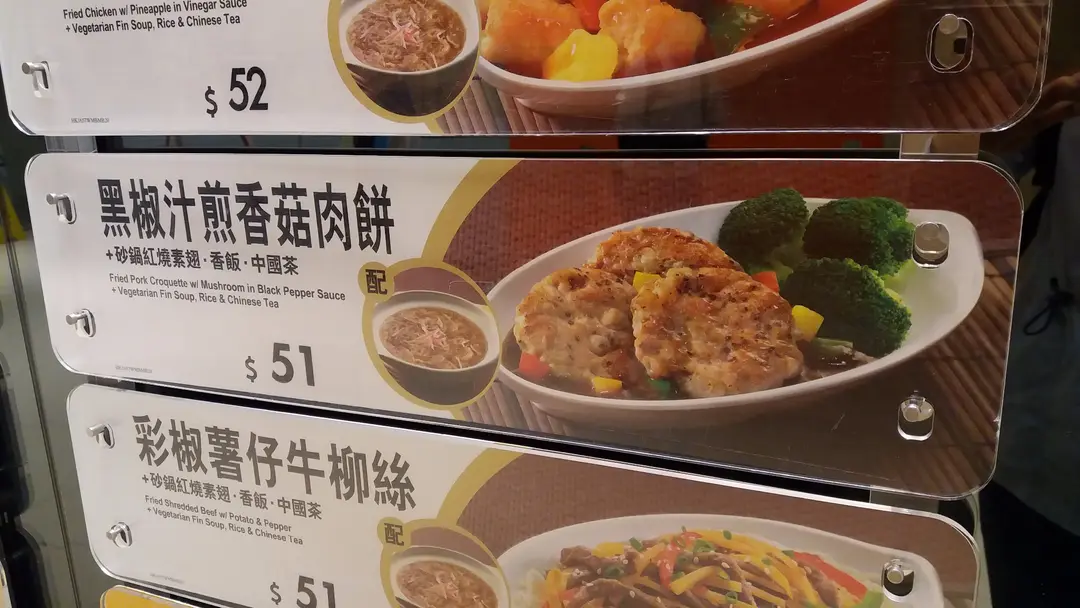 Fried Chicken w/ Pineapple in Vinegar Sauce
+ Vegetarian Fin Soup, Rice & Chinese Tea
$ 52
黑椒汁煎香菇肉餅
+砂鍋紅燒素翅·香飯·中國茶
Fried Pork Croquette w/ Mushroom in Black Pepper Sauce
+ Vegetarian Fin Soup, Rice & Chinese Tea
配
$ 51
彩椒薯仔牛柳絲
+砂鍋紅燒素翅·香飯·中國茶
Fried Shredded Beef w/ Potato & Pepper
+ Vegetarian Fin Soup, Rice & Chinese Tea
配
$ 51